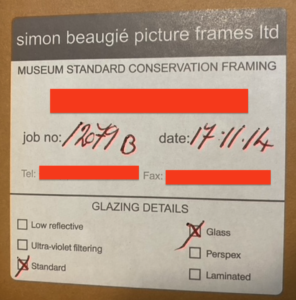 simon beaugié picture frames ltd
MUSEUM STANDARD CONSERVATION FRAMING
job no: 12079 B date: 17.11.14
Tel: Fax:
GLAZING DETAILS
Low reflective Glass
Ultra-violet filtering Perspex
Standard Laminated